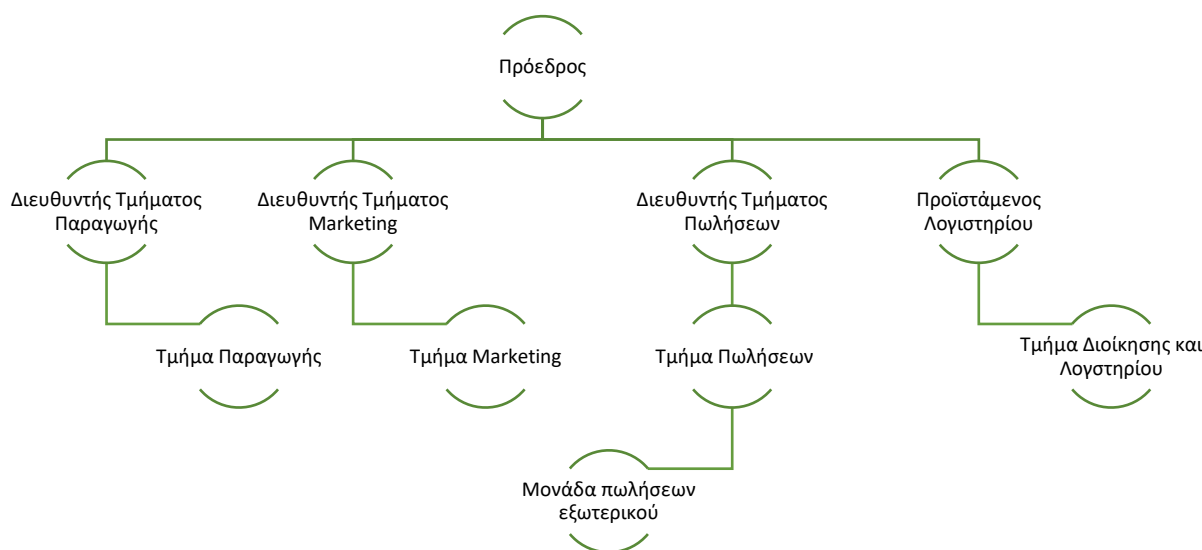 Πρόεδρος
Διευθυντής Τμήματος
Παραγωγής
Διευθυντής Τμήματος
Marketing
Διευθυντής Τμήματος
Πωλήσεων
Προϊστάμενος
Λογιστηρίου
Τμήμα Παραγωγής
Τμήμα Marketing
Τμήμα Πωλήσεων
Τμήμα Διοίκησης και
Λογστηρίου
Μονάδα πωλήσεων
εξωτερικού